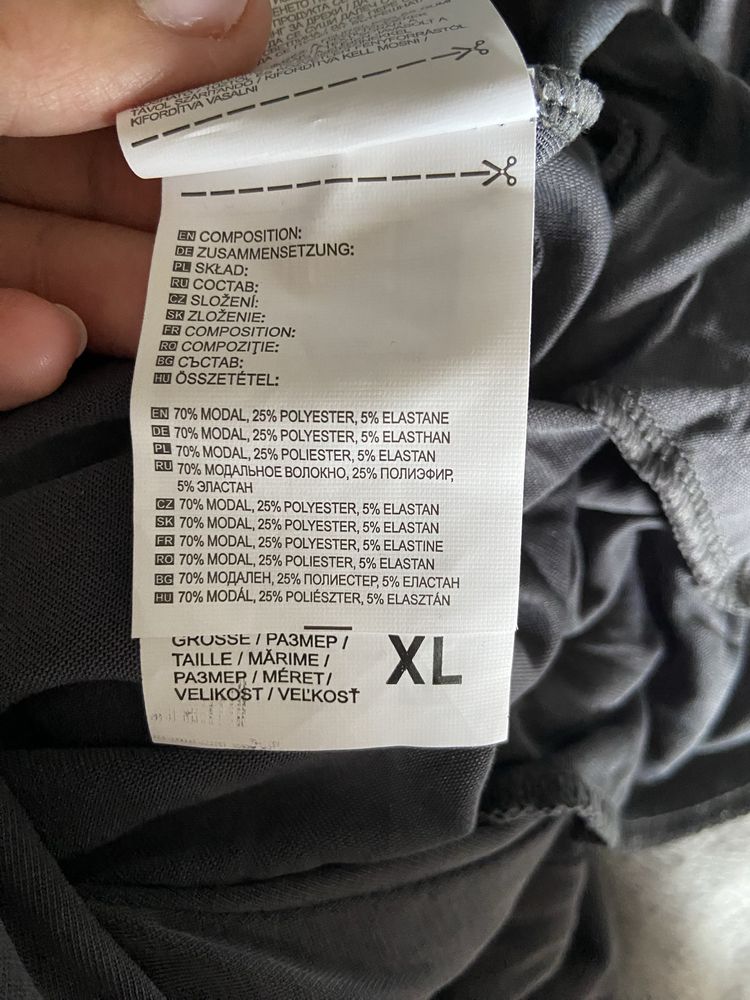 TÁVOL SZÁRÍTANDÓ / KIFORDÍTVA KELL MOSNI /
KIFORDÍTVA VASALNI
EN COMPOSITION:
DE ZUSAMMENSETZUNG:
PL SKŁAD:
RU СОСТАВ:
CZ SLOŽENÍ:
SK ZLOŽENIE:
FR COMPOSITION:
RO COMPOZIȚIE:
BG СЪСТАВ:
HU ÖSSZETÉTEL:
EN 70% MODAL, 25% POLYESTER, 5% ELASTANE
DE 70% MODAL, 25% POLYESTER, 5% ELASTHAN
PL 70% MODAL, 25% POLIESTER, 5% ELASTAN
RU 70% МОДАЛЬНОЕ ВОЛОКНО, 25% ПОЛИЭФИР,
5% ЭЛАСТАН
CZ 70% MODAL, 25% POLYESTER, 5% ELASTAN
SK 70% MODAL, 25% POLYESTER, 5% ELASTAN
FR 70% MODAL, 25% POLYESTER, 5% ELASTINE
RO 70% MODAL, 25% POLIESTER, 5% ELASTAN
BG 70% МОДАЛЕН, 25% ПОЛИЕСТЕР, 5% ЕЛАСТАН
HU 70% MODÁL, 25% POLIÉSZTER, 5% ELASZTÁN
GRÖSSE / РАЗМЕР /
TAILLE / MĂRIME /
РАЗМЕР / MÉRET /
VELIKOST / VEĽKOSŤ
XL